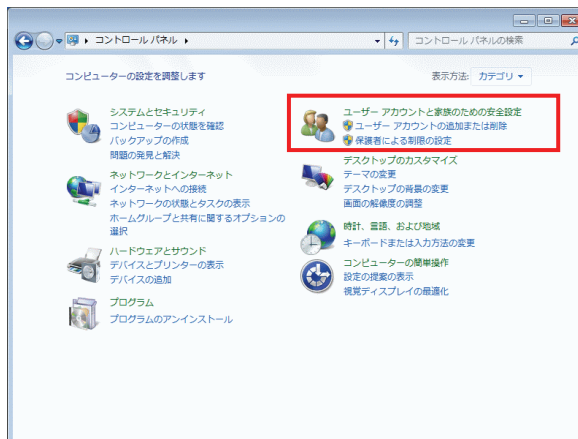 コントロール パネル
コントロール パネルの検索
コンピューターの設定を調整します
表示方法: カテゴリ
システムとセキュリティ
コンピューターの状態を確認
バックアップの作成
問題の発見と解決
ネットワークとインターネット
インターネットへの接続
ネットワークの状態とタスクの表示
ホームグループと共有に関するオプションの
選択
ハードウェアとサウンド
デバイスとプリンターの表示
デバイスの追加
プログラム
プログラムのアンインストール
ユーザー アカウントと家族のための安全設定
ユーザー アカウントの追加または削除
保護者による制限の設定
デスクトップのカスタマイズ
テーマの変更
デスクトップの背景の変更
画面の解像度の調整
時計、言語、および地域
キーボードまたは入力方法の変更
コンピューターの簡単操作
設定の提案の表示
視覚ディスプレイの最適化